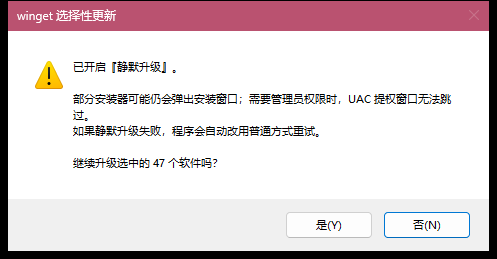 winget 选择性更新
已开启『静默升级』。
部分安装器可能仍会弹出安装窗口；需要管理员权限时，UAC 提权窗口无法跳
过。
如果静默升级失败，程序会自动改用普通方式重试。
继续升级选中的 47 个软件吗？
是(Y)
否(N)